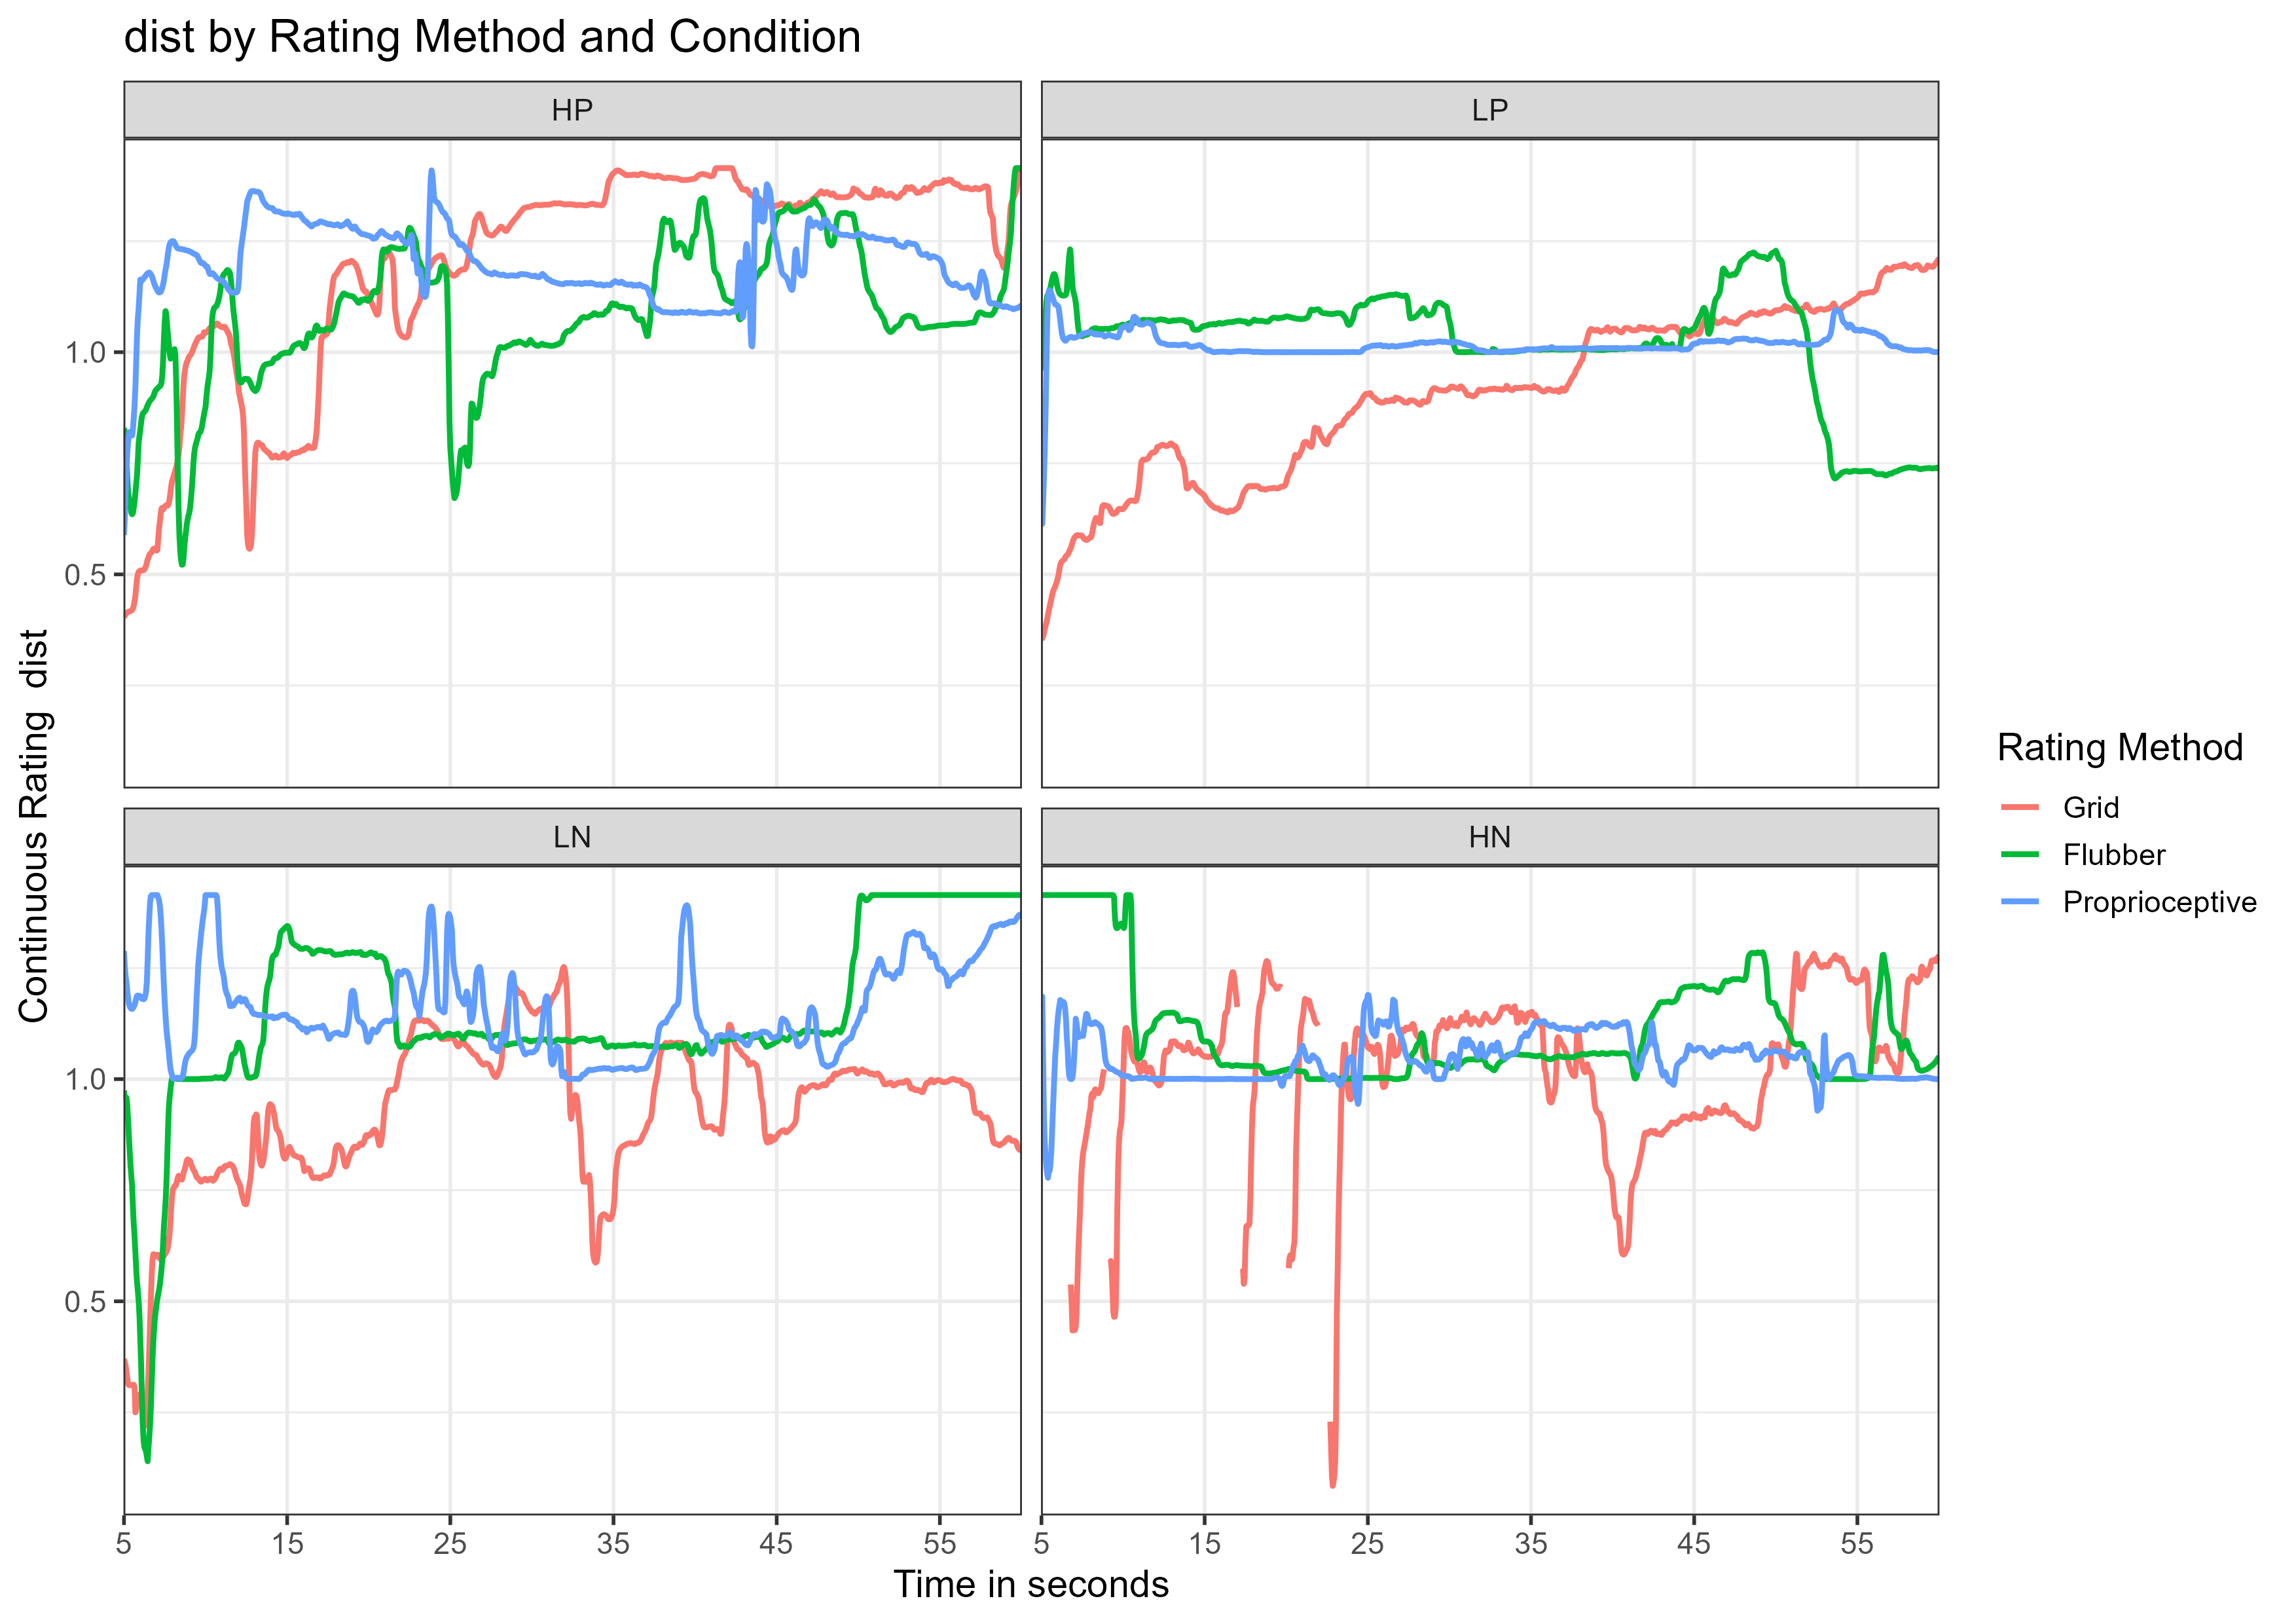 dist by Rating Method and Condition
HP
LP
1.0
0.5
LN
HN
1.0
0.5
5 15 25 35 45 55
5 15 25 35 45 55
Time in seconds
Continuous Rating dist
Rating Method
Grid
Flubber
Proprioceptive